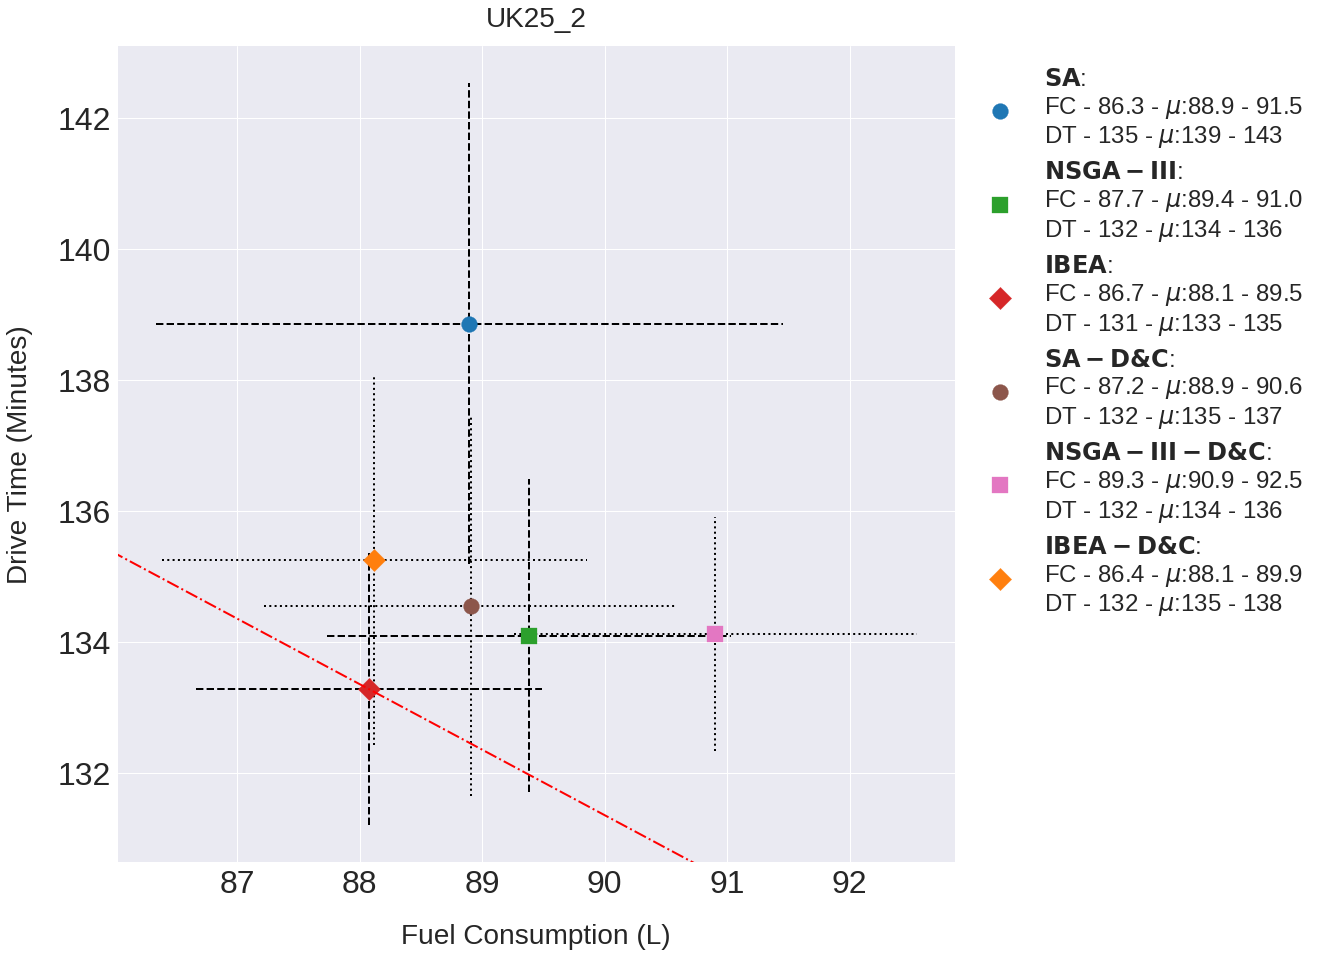 UK25_2
142
140
138
136
134
132
Drive Time (Minutes)
87
88
89
90
91
92
Fuel Consumption (L)
SA:
FC - 86.3 - μ:88.9 - 91.5
DT - 135 - μ:139 - 143
NSGA − III:
FC - 87.7 - μ:89.4 - 91.0
DT - 132 - μ:134 - 136
IBEA:
FC - 86.7 - μ:88.1 - 89.5
DT - 131 - μ:133 - 135
SA − D&C:
FC - 87.2 - μ:88.9 - 90.6
DT - 132 - μ:135 - 137
NSGA − III − D&C:
FC - 89.3 - μ:90.9 - 92.5
DT - 132 - μ:134 - 136
IBEA − D&C:
FC - 86.4 - μ:88.1 - 89.9
DT - 132 - μ:135 - 138